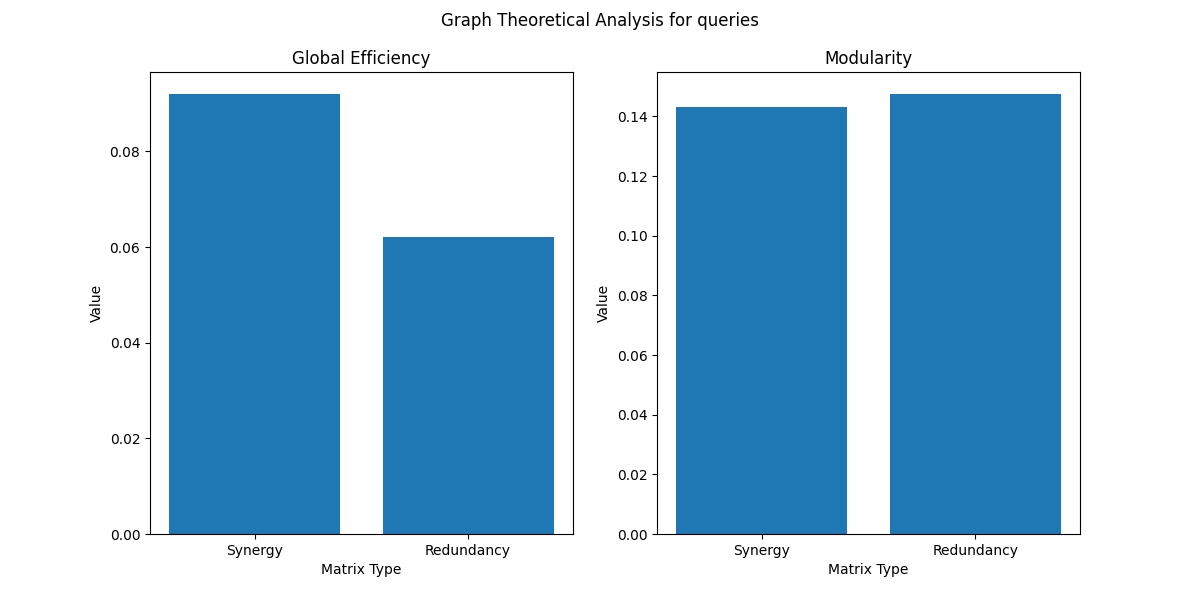 Graph Theoretical Analysis for queries
Global Efficiency
0.08
0.06
0.04
0.02
0.00
Value
Synergy
Redundancy
Matrix Type
Modularity
0.14
0.12
0.10
0.08
0.06
0.04
0.02
0.00
Value
Synergy
Redundancy
Matrix Type